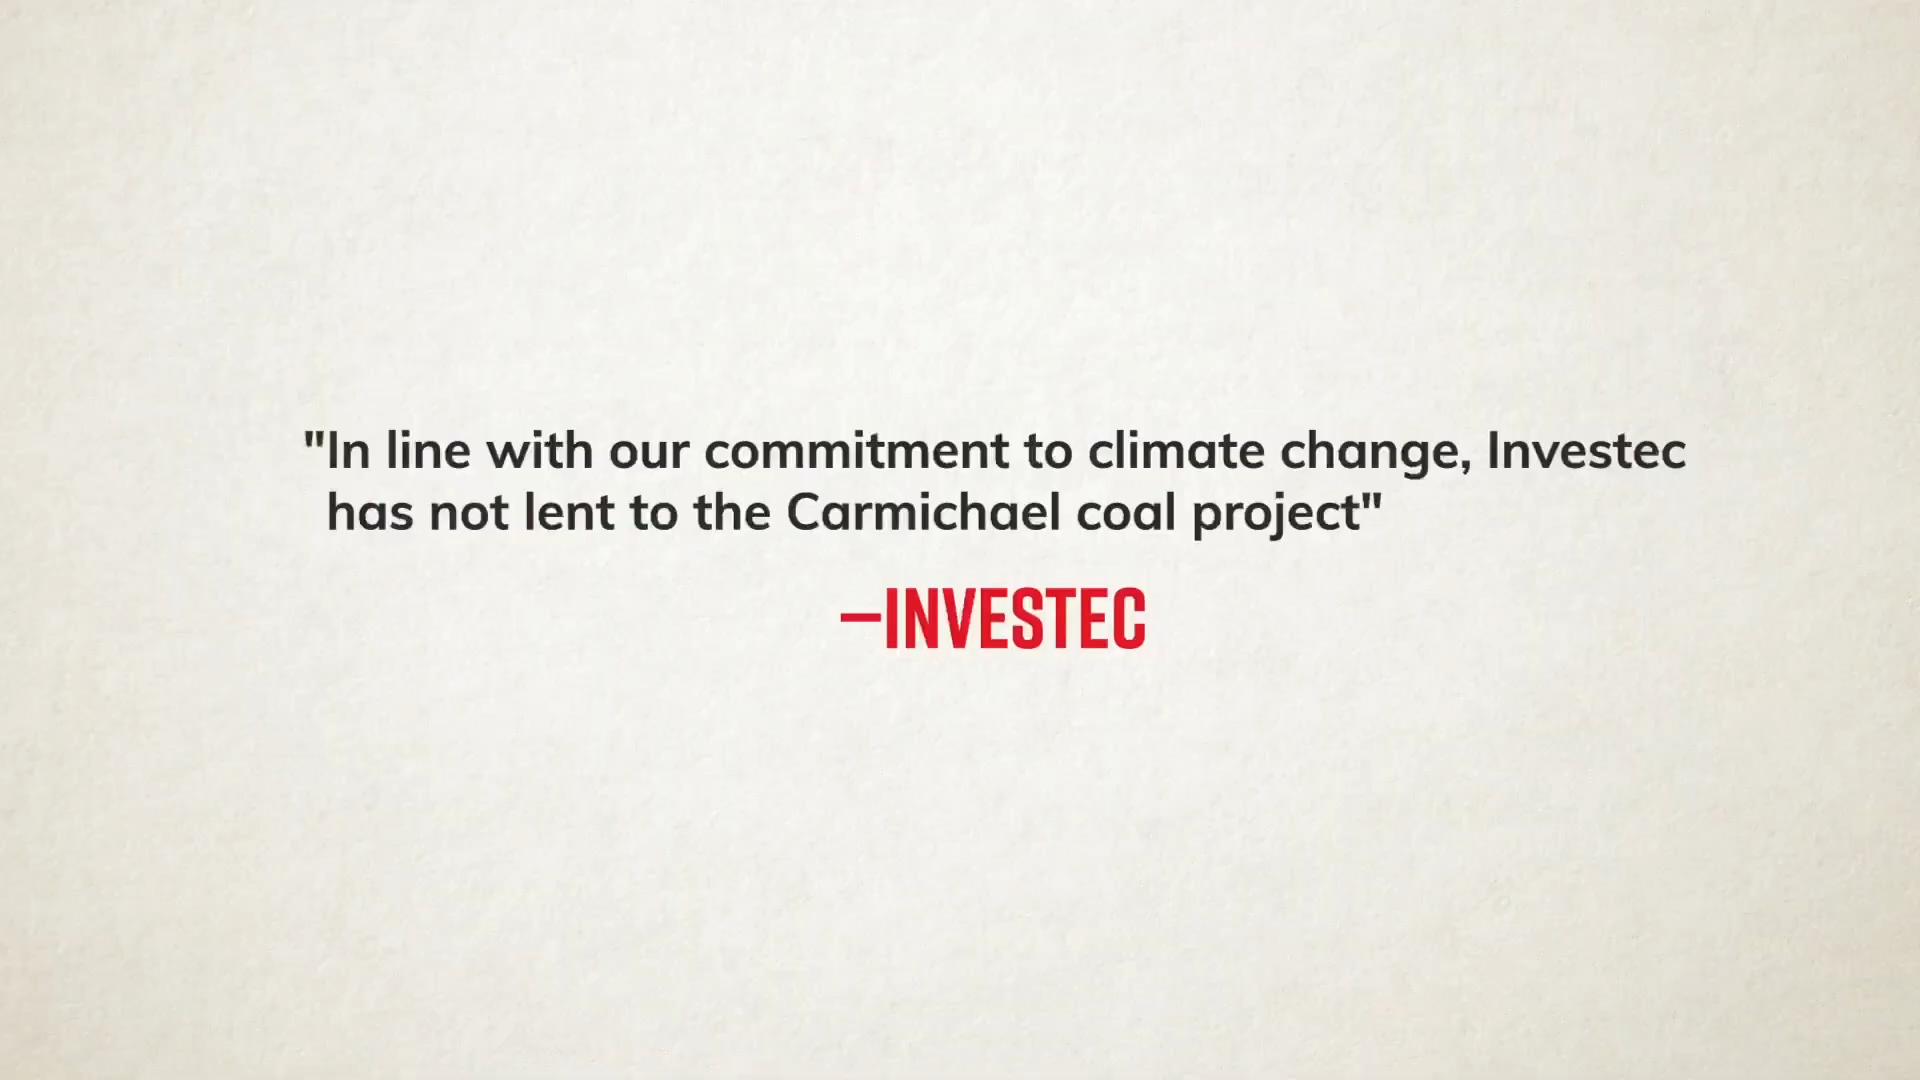 "In line with our commitment to climate change, Investec
has not lent to the Carmichael coal project"
–INVESTEC